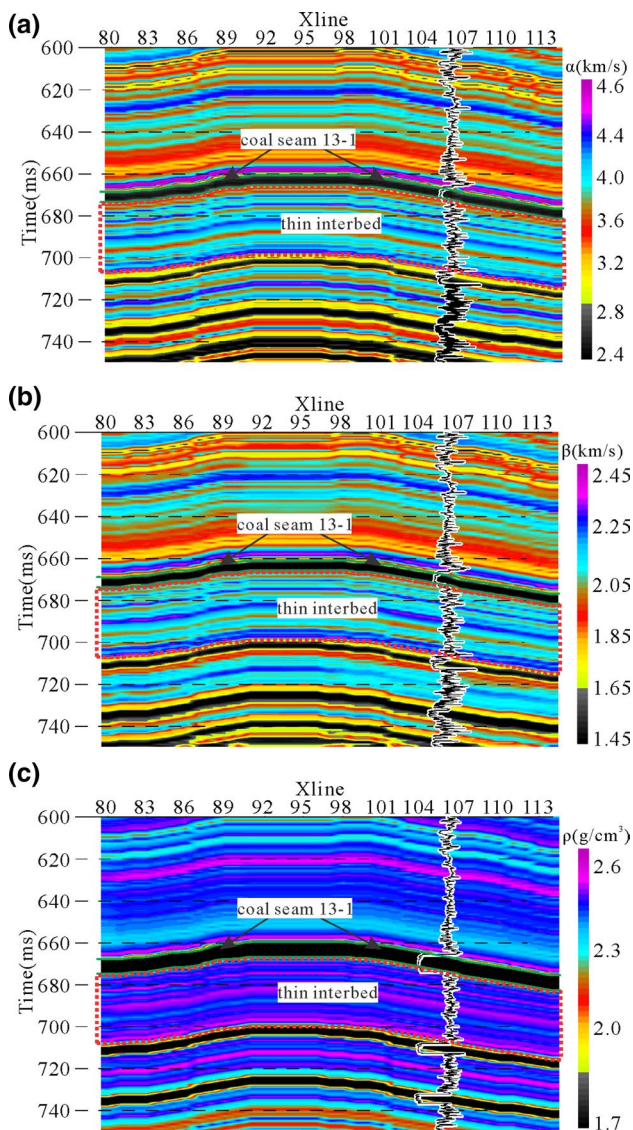 (a)
Xline
80 83 86 89 92 95 98 101 104 107 110 113
α(km/s)
600
620
640
660
680
700
720
740
Time(ms)
coal seam 13-1
thin interbed
4.6
4.4
4.0
3.6
3.2
2.8
2.4
(b)
Xline
80 83 86 89 92 95 98 101 104 107 110 113
β(km/s)
600
620
640
660
680
700
720
740
Time(ms)
coal seam 13-1
thin interbed
2.45
2.25
2.05
1.85
1.65
1.45
(c)
Xline
80 83 86 89 92 95 98 101 104 107 110 113
ρ(g/cm³)
600
620
640
660
680
700
720
740
Time(ms)
coal seam 13-1
thin interbed
2.6
2.3
2.0
1.7